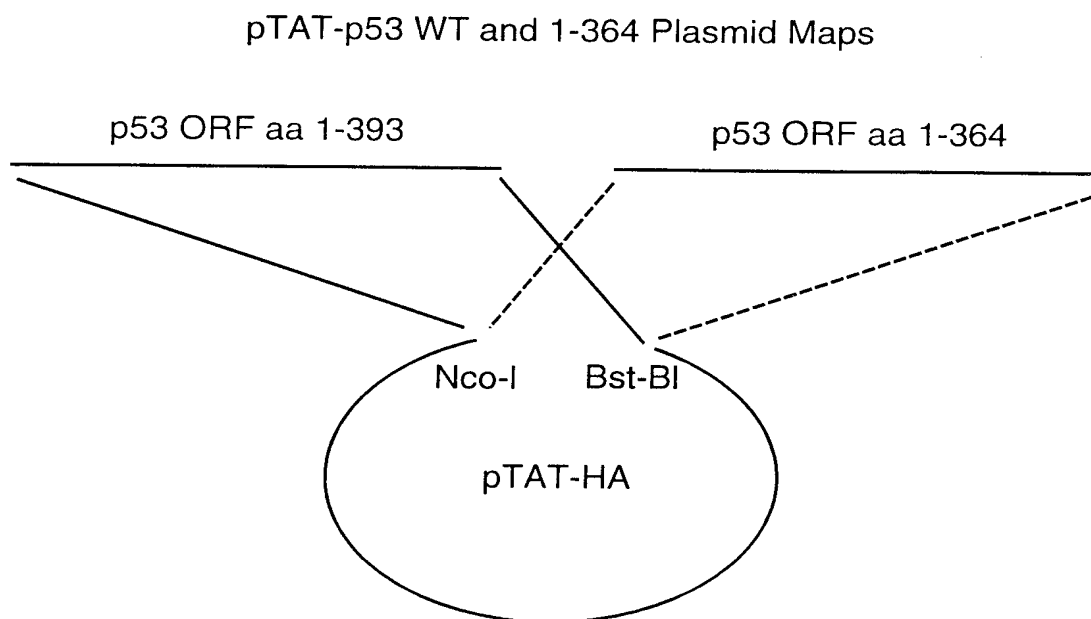 pTAT-p53 WT and 1-364 Plasmid Maps
p53 ORF aa 1-393
p53 ORF aa 1-364
Nco-I
Bst-BI
pTAT-HA